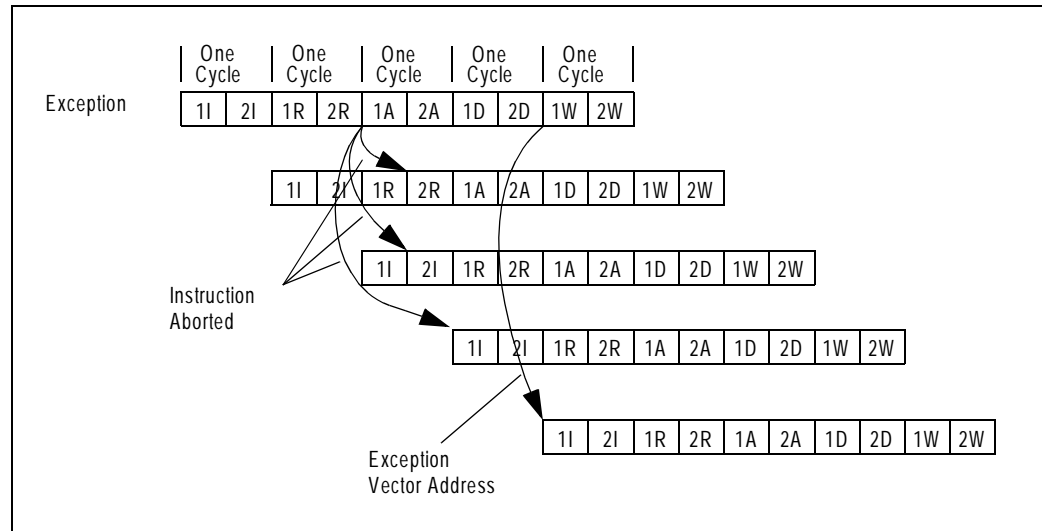 One One One One One
Cycle Cycle Cycle Cycle Cycle
Exception 1I 2I 1R 2R 1A 2A 1D 2D 1W 2W
1I 2I 1R 2R 1A 2A 1D 2D 1W 2W
1I 2I 1R 2R 1A 2A 1D 2D 1W 2W
Instruction
Aborted
1I 2I 1R 2R 1A 2A 1D 2D 1W 2W
1I 2I 1R 2R 1A 2A 1D 2D 1W 2W
Exception
Vector Address